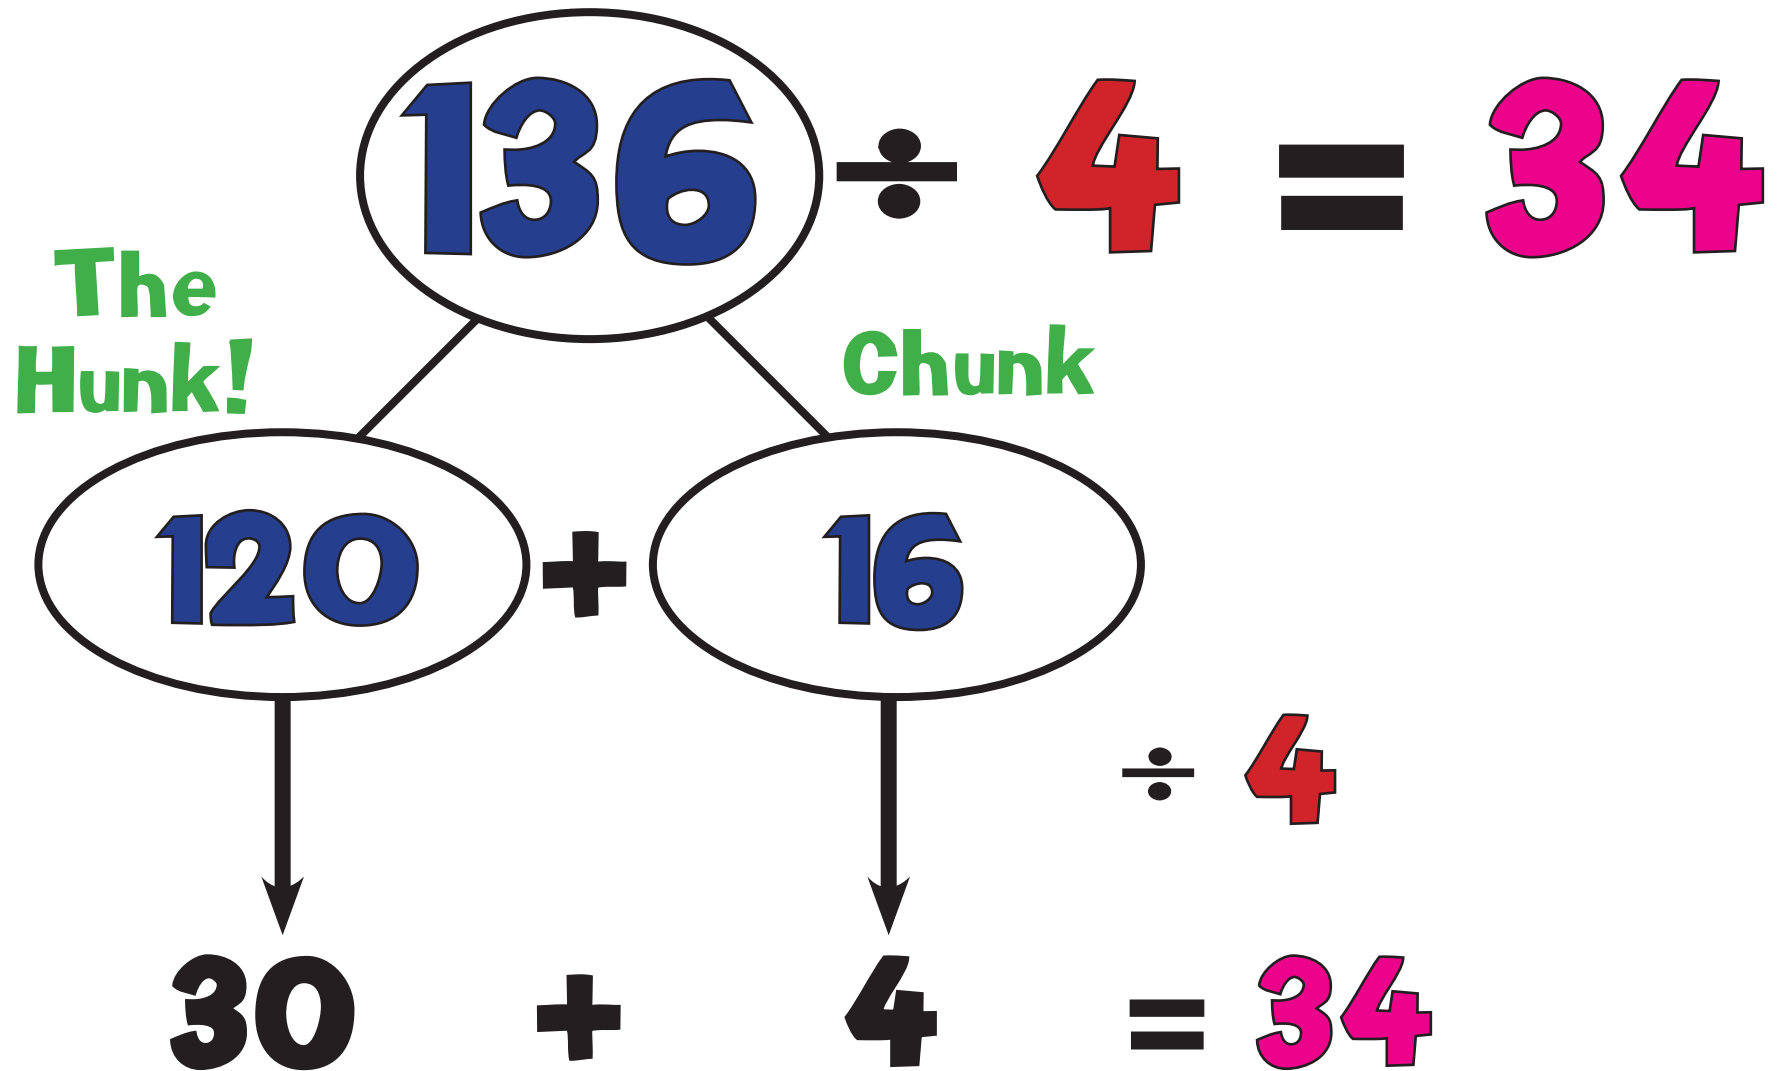 136 ÷ 4 = 34
The
Hunk!
Chunk
120 + 16
÷ 4
30 + 4 = 34